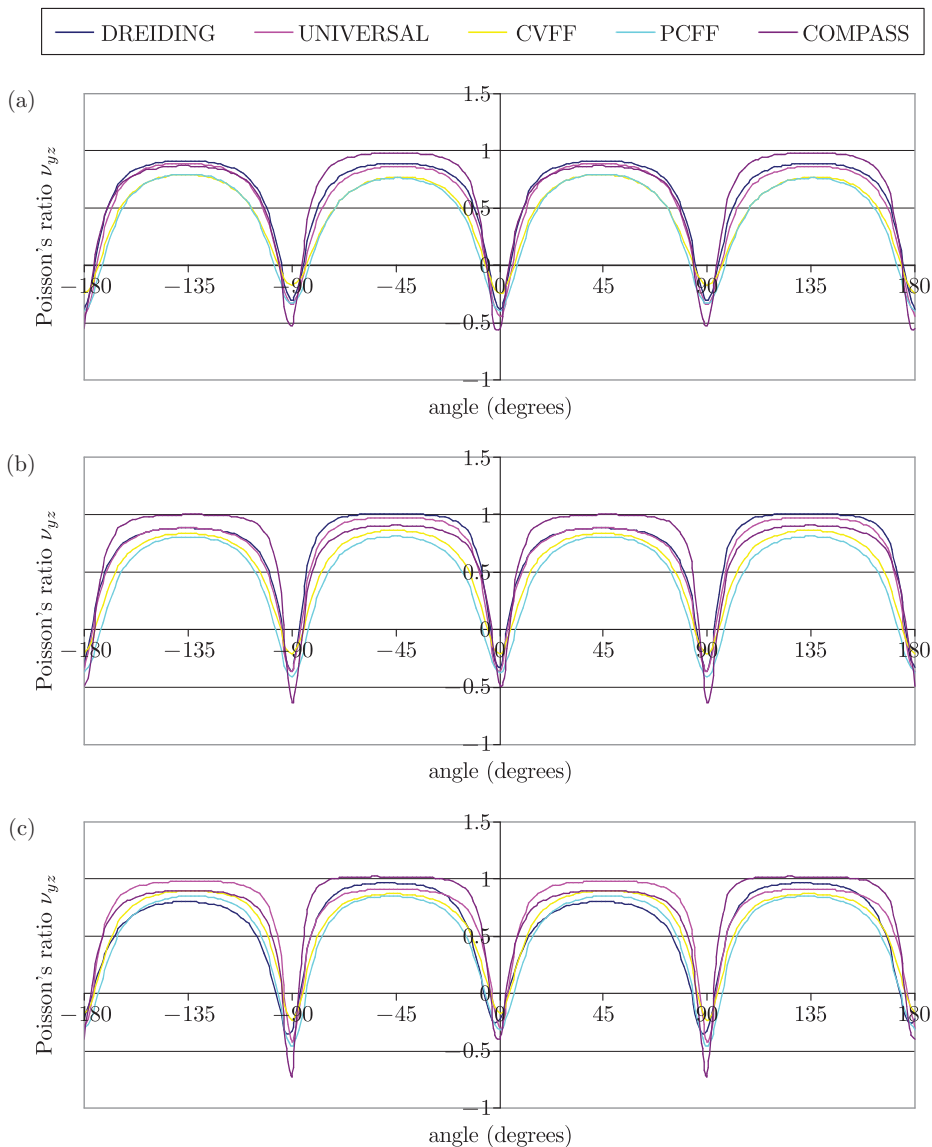 DREIDING UNIVERSAL CVFF PCFF COMPASS
(a)
Poisson's ratio νyz
1.5
1
0.5
0
−180 −135 −90 −45 0 45 90 135 180
−0.5
−1
angle (degrees)
(b)
Poisson's ratio νyz
1.5
1
0.5
0
−180 −135 −90 −45 0 45 90 135 180
−0.5
−1
angle (degrees)
(c)
Poisson's ratio νyz
1.5
1
0.5
0
−180 −135 −90 −45 0 45 90 135 180
−0.5
−1
angle (degrees)